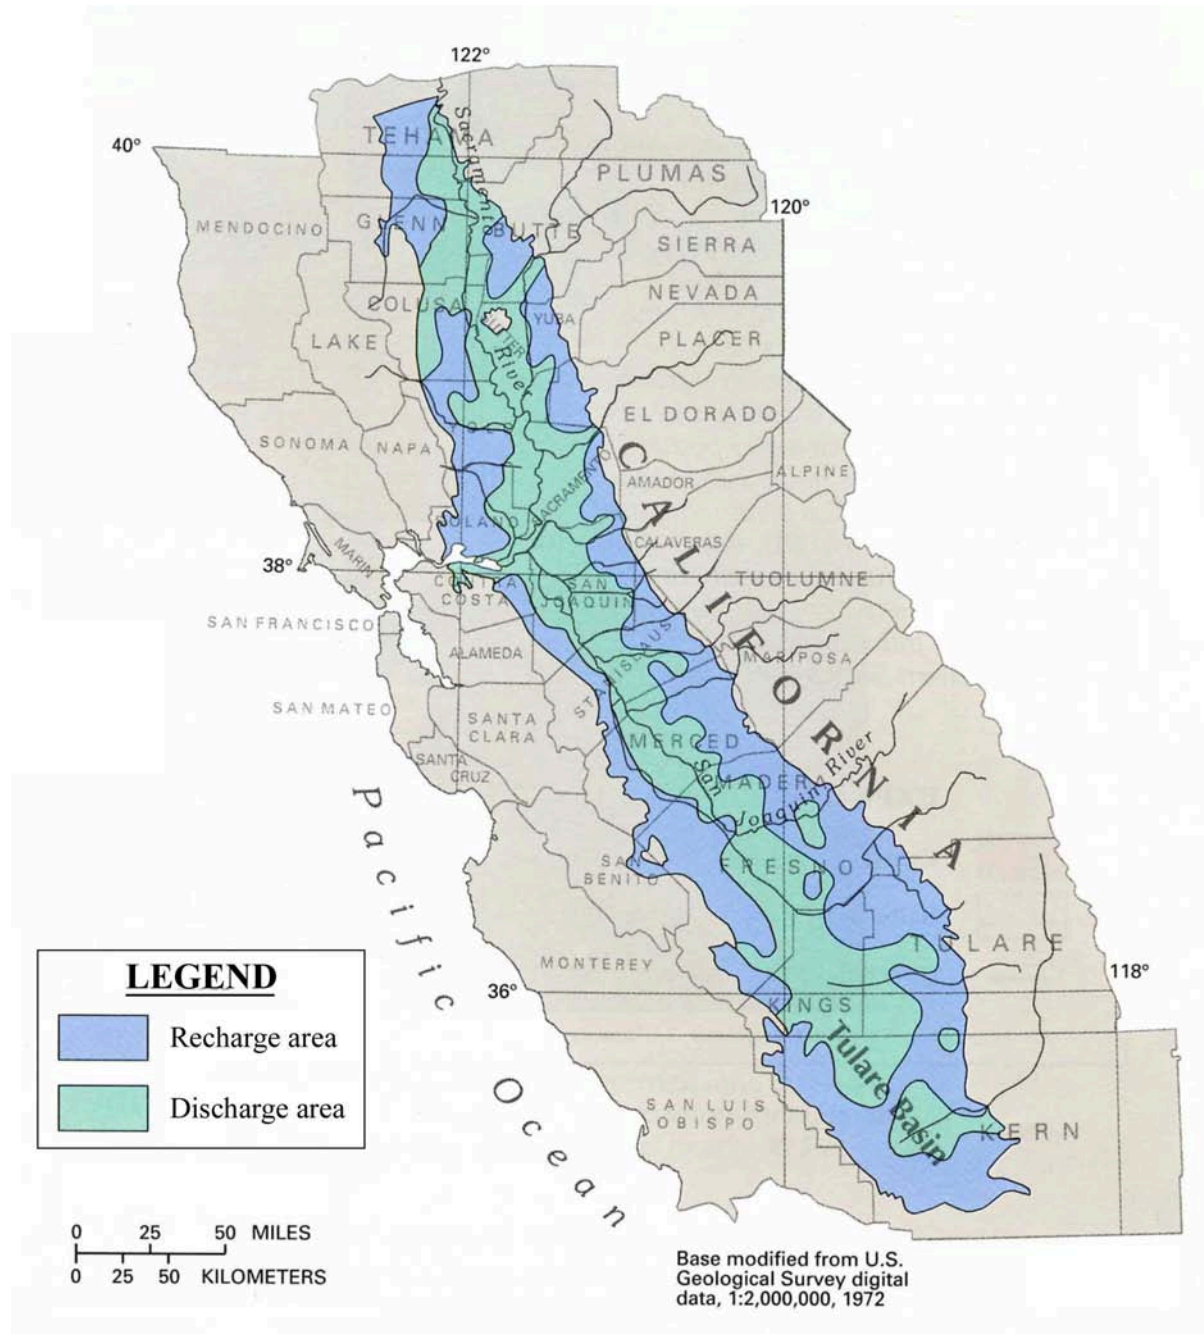 122°
40°
TEHAMA
Sacramento
PLUMAS
120°
MENDOCINO
GLENN
BUTTE
SIERRA
COLUSA
NEVADA
SUTTER
YUBA
LAKE
River
PLACER
EL DORADO
SONOMA
NAPA
YOLO
CALIFORNIA
ALPINE
AMADOR
SACRAMENTO
SOLANO
MARIN
CALAVERAS
38°
CONTRA
COSTA
SAN
JOAQUIN
TUOLUMNE
SAN FRANCISCO
ALAMEDA
STANISLAUS
MARIPOSA
SAN MATEO
SANTA
CLARA
MERCED
SANTA
CRUZ
MADERA
San
Joaquin
River
Pacific
Ocean
SAN
BENITO
FRESNO
TULARE
MONTEREY
118°
36°
KINGS
Tulare Basin
SAN LUIS
OBISPO
KERN
LEGEND
Recharge area
Discharge area
0 25 50 MILES
0 25 50 KILOMETERS
Base modified from U.S.
Geological Survey digital
data, 1:2,000,000, 1972